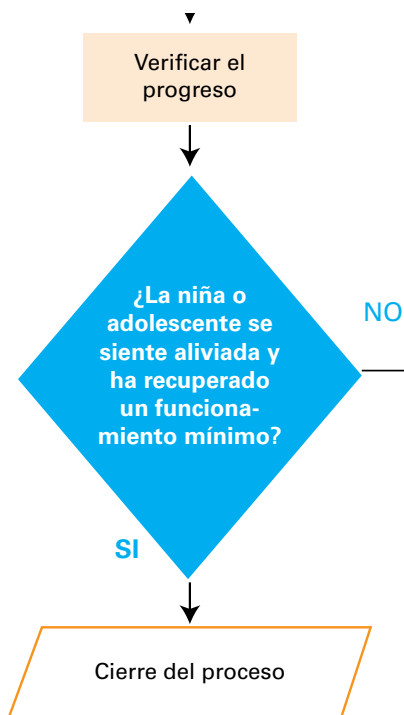 Verificar el
progreso
¿La niña o
adolescente se
siente aliviada y
ha recuperado
un funciona-
miento mínimo?
NO
SI
Cierre del proceso